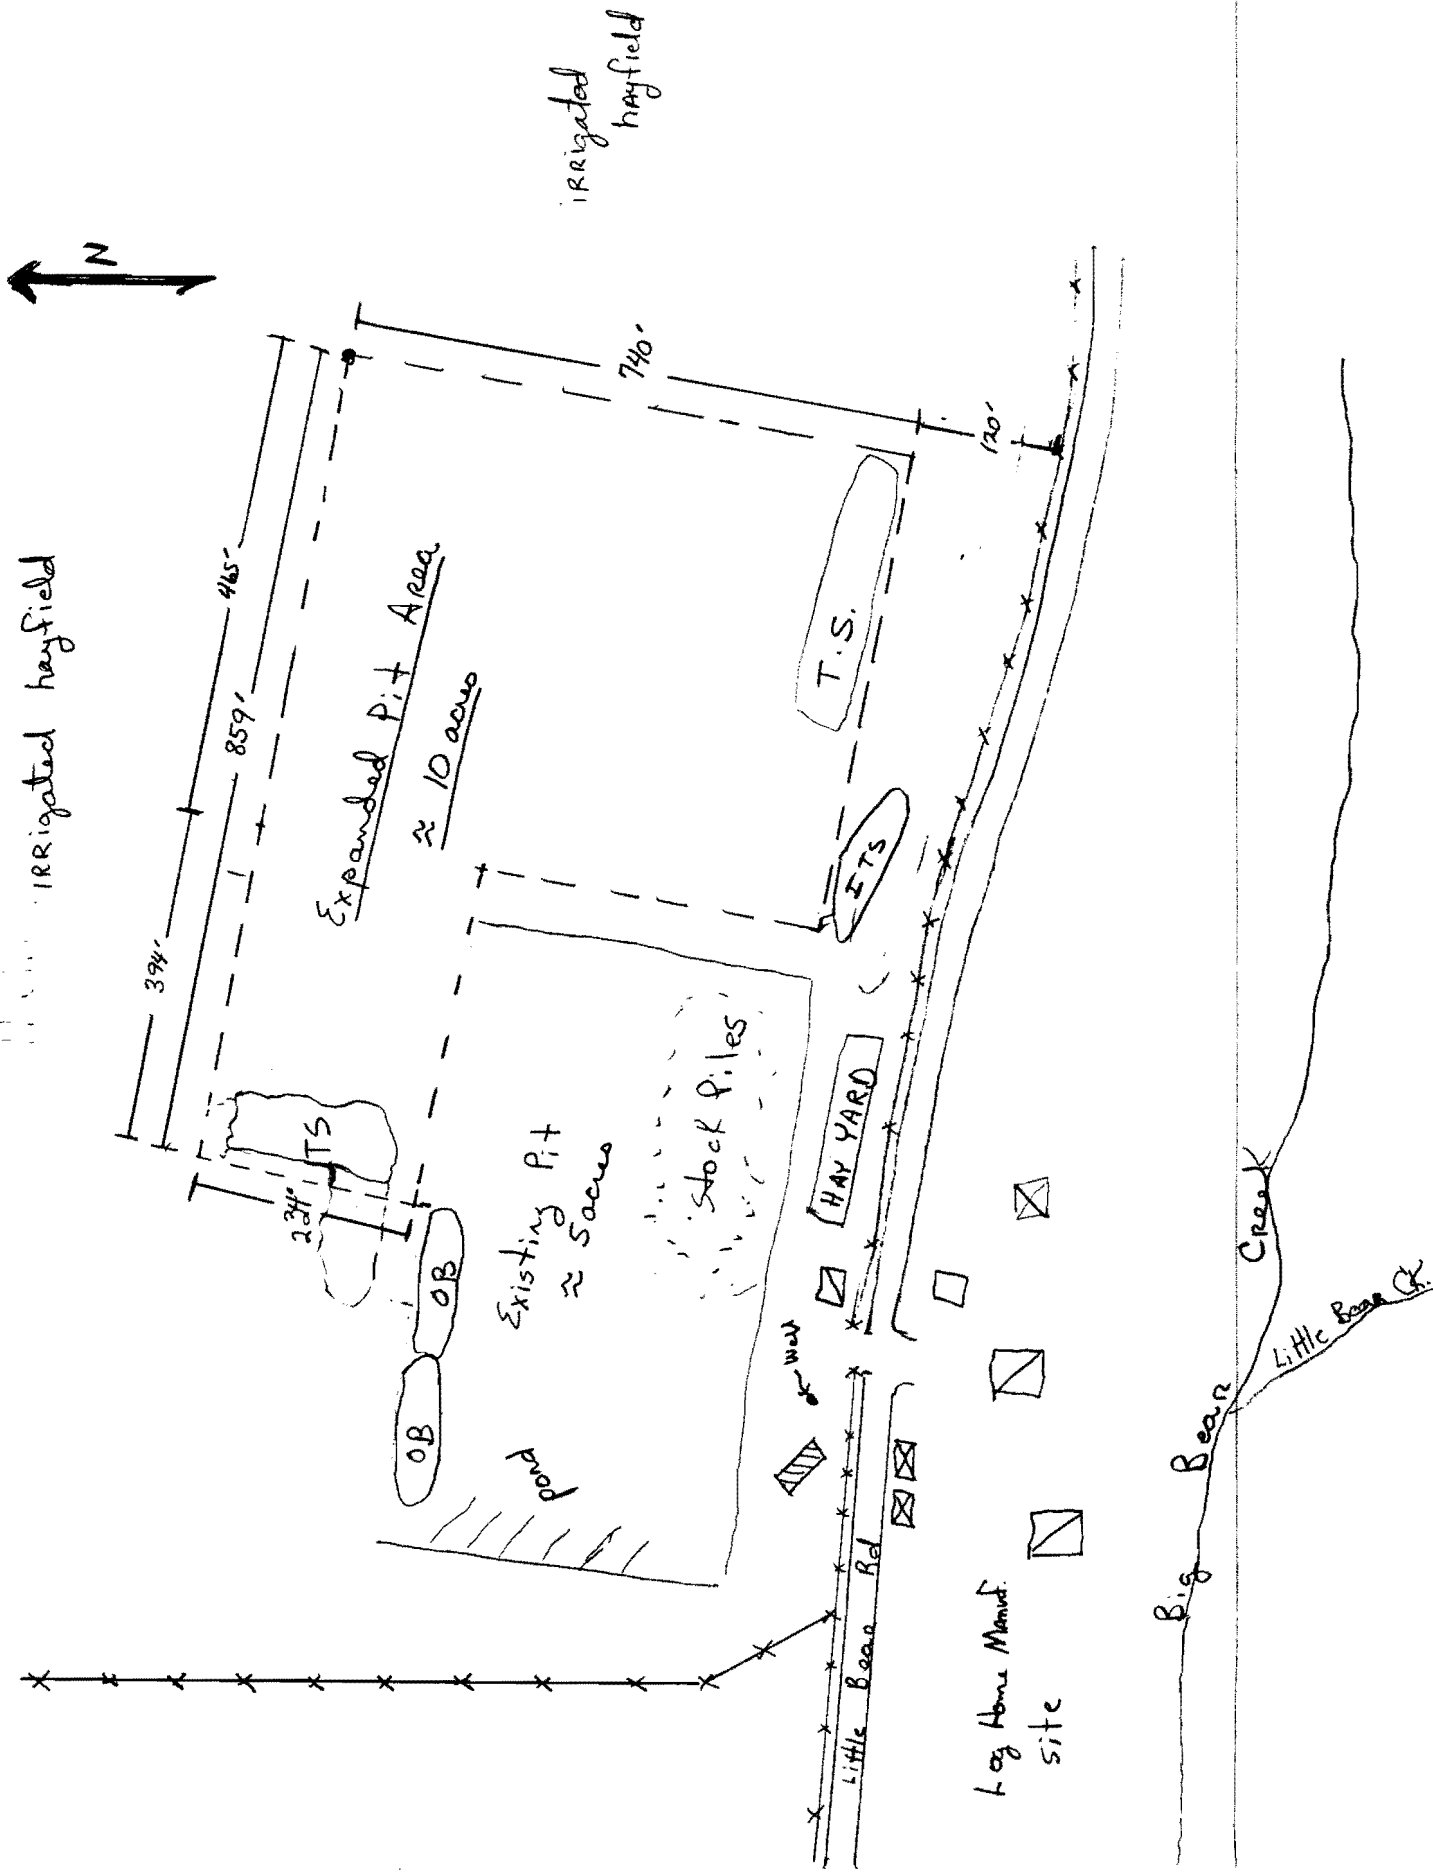 IRRigated hayfield
IRRigated
hayfield
N
394'
465'
859'
740'
120'
Expanded Pit Area
≈ 10 acres
TS
T.S.
ITS
OB
OB
Existing Pit
≈ 5 acres
Stock Piles
pond
HAY YARD
Well
Little Bear Rd
Log Home Manuf.
Site
Big Bear Creek
Little Bear Ck.